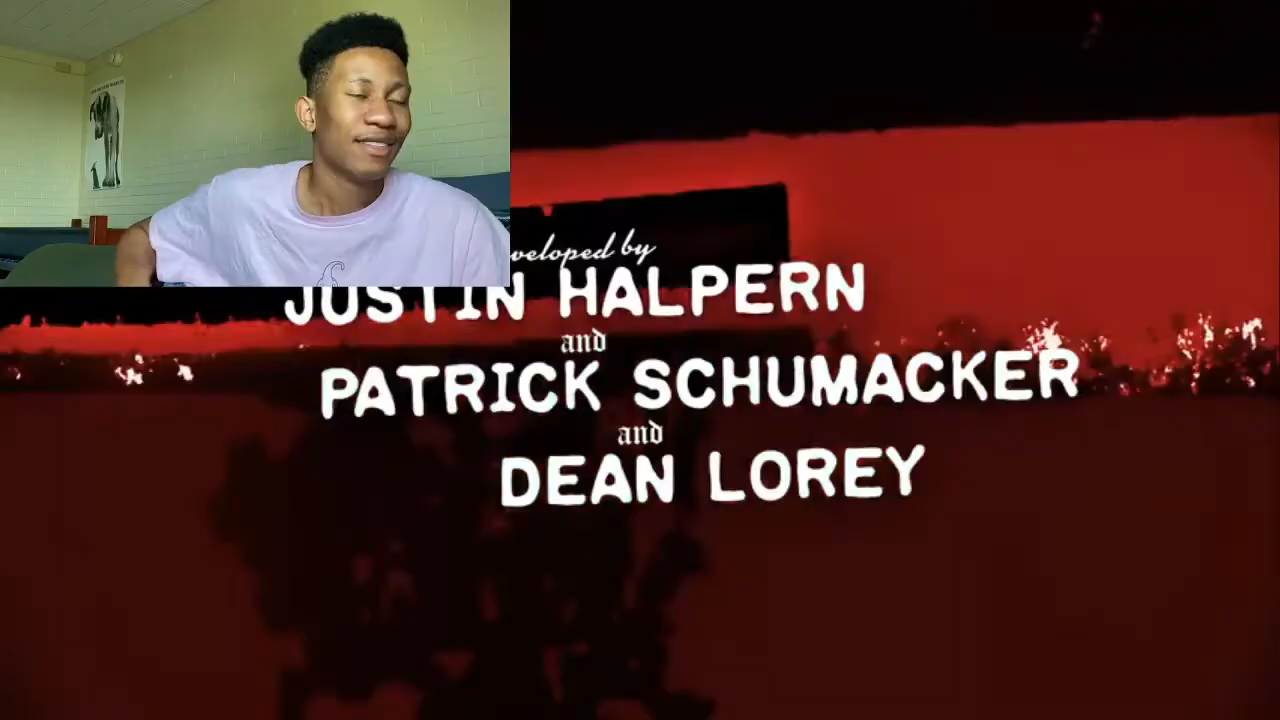 veloped by
JUSTIN HALPERN
and
PATRICK SCHUMACKER
and
DEAN LOREY